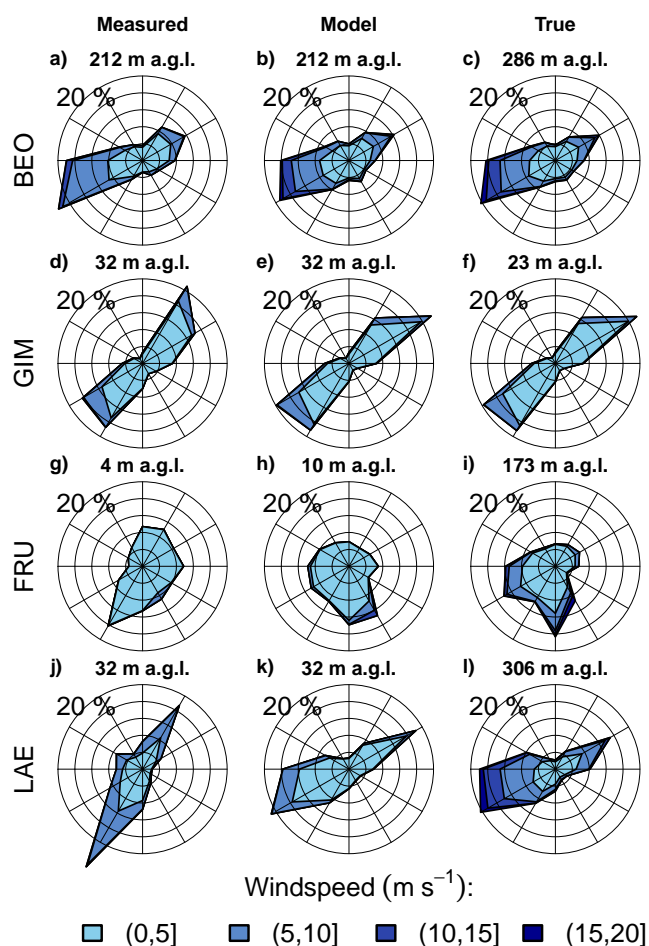 Measured Model True
a) 212 m a.g.l. b) 212 m a.g.l. c) 286 m a.g.l.
20 % 20 % 20 %
BEO
d) 32 m a.g.l. e) 32 m a.g.l. f) 23 m a.g.l.
20 % 20 % 20 %
GIM
g) 4 m a.g.l. h) 10 m a.g.l. i) 173 m a.g.l.
20 % 20 % 20 %
FRU
j) 32 m a.g.l. k) 32 m a.g.l. l) 306 m a.g.l.
20 % 20 % 20 %
LAE
Windspeed (m s⁻¹):
(0,5] (5,10] (10,15] (15,20]